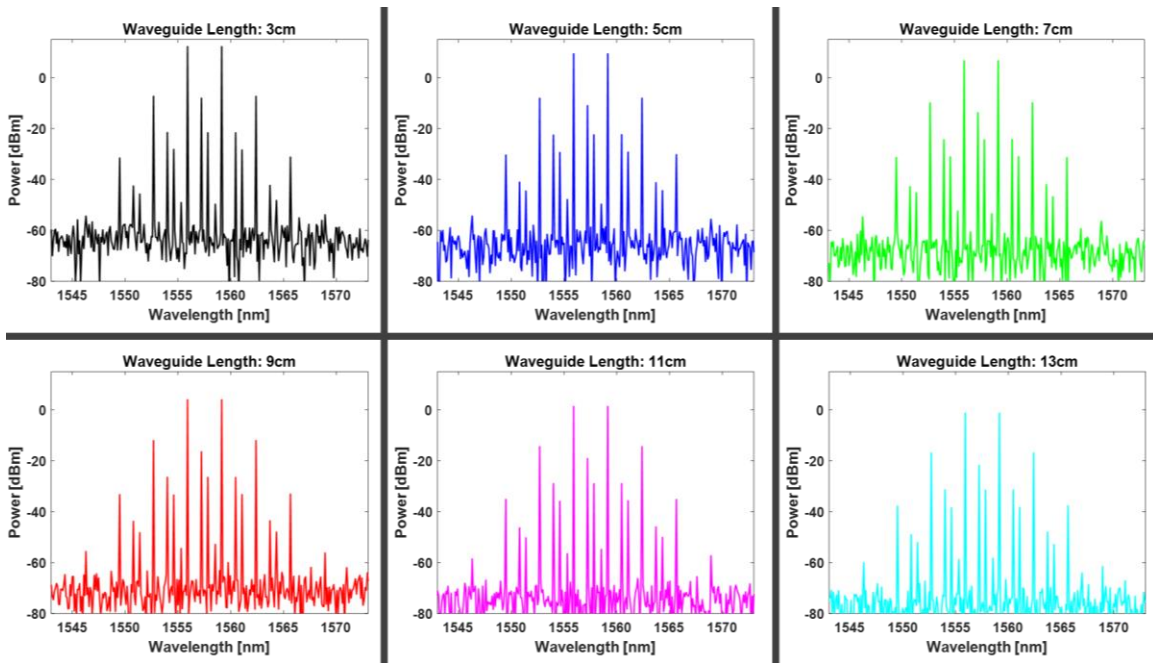 Waveguide Length: 3cm
Power [dBm]
0
-20
-40
-60
-80
1545 1550 1555 1560 1565 1570
Wavelength [nm]
Waveguide Length: 5cm
Power [dBm]
0
-20
-40
-60
-80
1545 1550 1555 1560 1565 1570
Wavelength [nm]
Waveguide Length: 7cm
Power [dBm]
0
-20
-40
-60
-80
1545 1550 1555 1560 1565 1570
Wavelength [nm]
Waveguide Length: 9cm
Power [dBm]
0
-20
-40
-60
-80
1545 1550 1555 1560 1565 1570
Wavelength [nm]
Waveguide Length: 11cm
Power [dBm]
0
-20
-40
-60
-80
1545 1550 1555 1560 1565 1570
Wavelength [nm]
Waveguide Length: 13cm
Power [dBm]
0
-20
-40
-60
-80
1545 1550 1555 1560 1565 1570
Wavelength [nm]